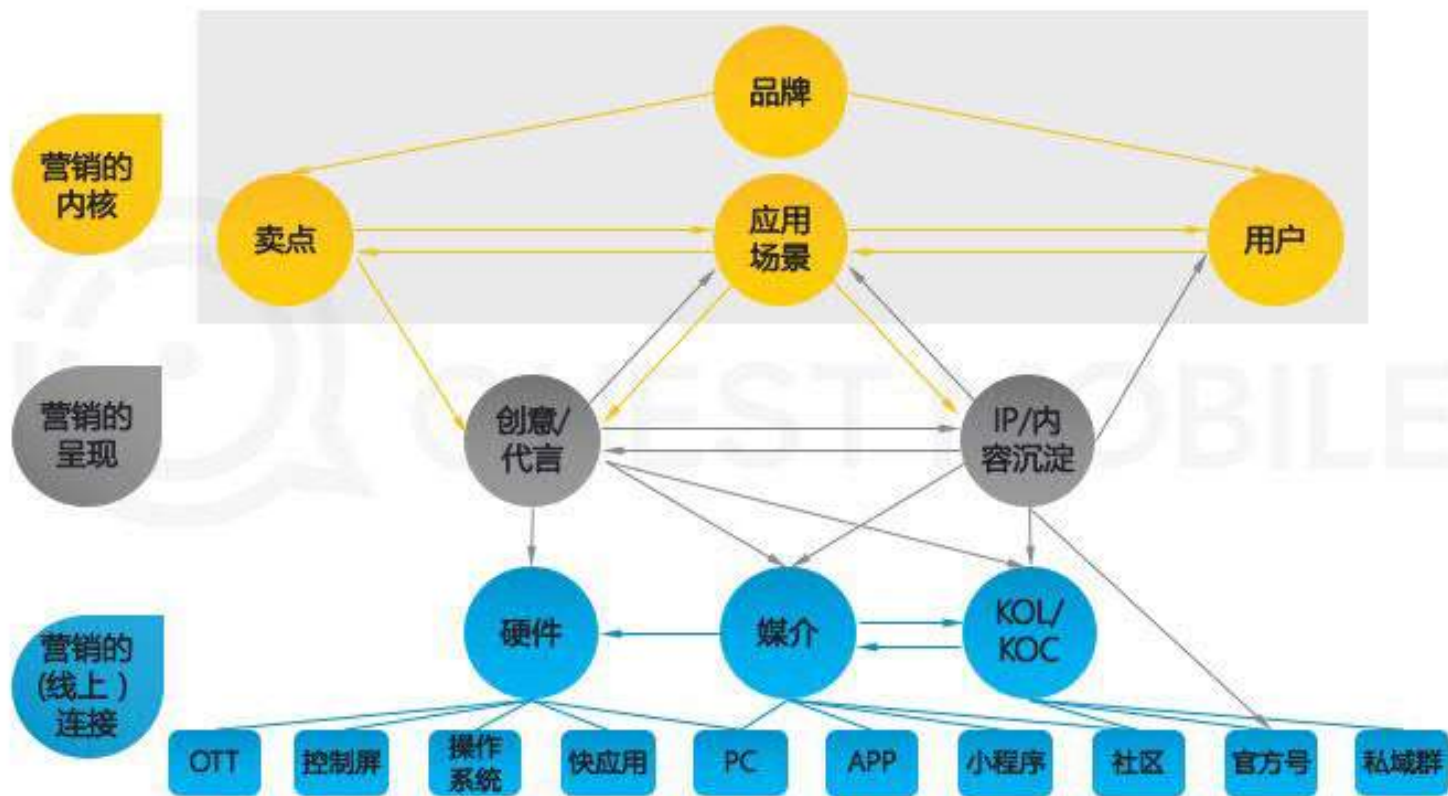 品牌
营销的
内核
卖点
应用
场景
用户
营销的
呈现
创意/
代言
IP/内
容沉淀
QUEST MOBILE
营销的
(线上）
连接
硬件
媒介
KOL/
KOC
OTT
控制屏
操作
系统
快应用
PC
APP
小程序
社区
官方号
私域群